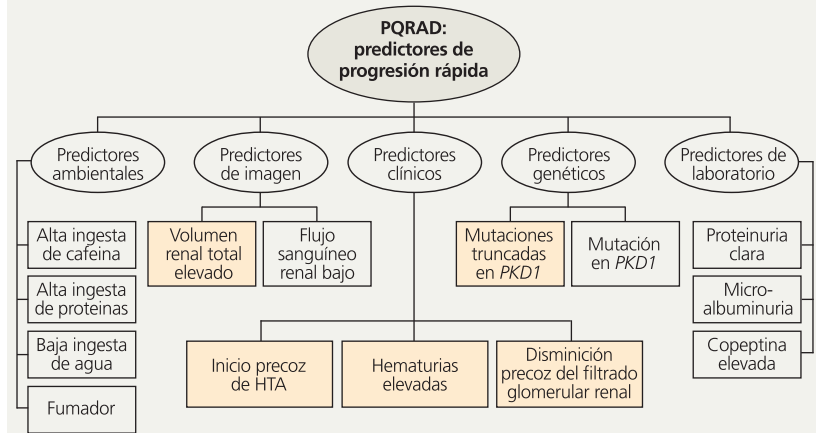 PQRAD:
predictores de
progresión rápida
Predictores
ambientales
Predictores
de imagen
Predictores
clínicos
Predictores
genéticos
Predictores de
laboratorio
Alta ingesta
de cafeina
Alta ingesta
de proteinas
Baja ingesta
de agua
Fumador
Volumen
renal total
elevado
Flujo
sanguíneo
renal bajo
Inicio precoz
de HTA
Hematurias
elevadas
Disminición
precoz del filtrado
glomerular renal
Mutaciones
truncadas
en PKD1
Mutación
en PKD1
Proteinuria
clara
Micro-
albuminuria
Copeptina
elevada